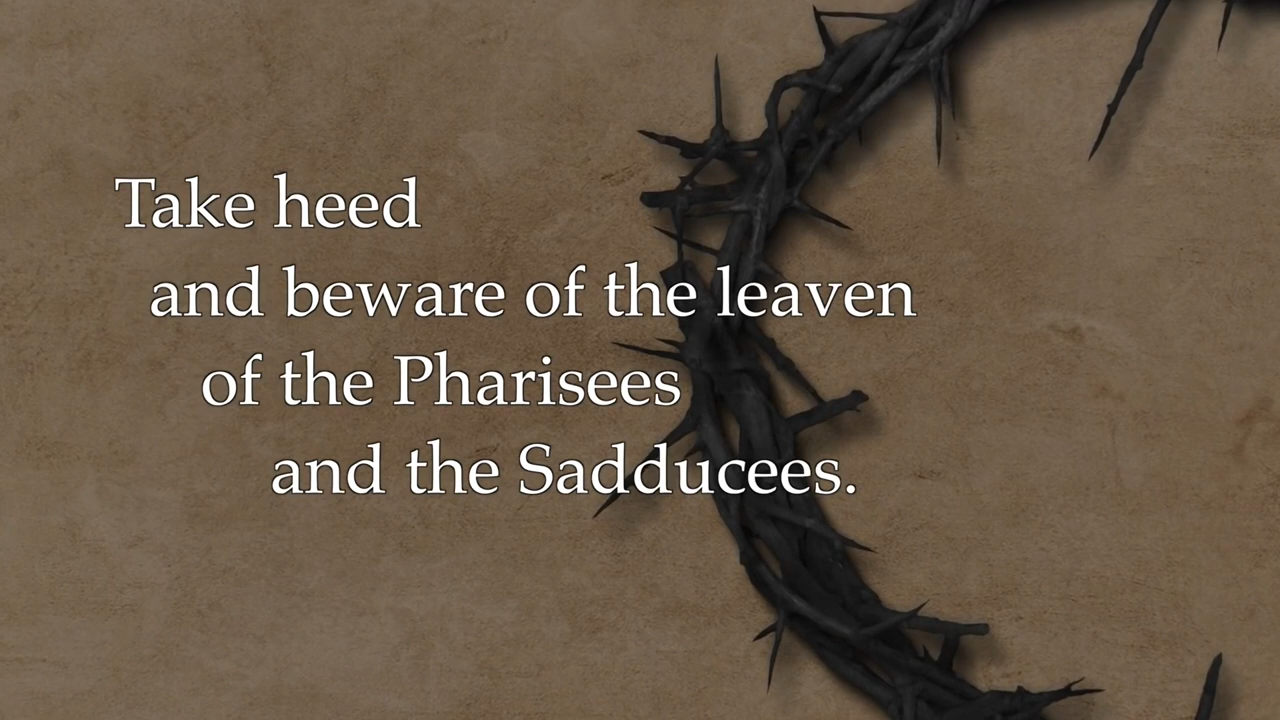 Take heed
and beware of the leaven
of the Pharisees
and the Sadducees.